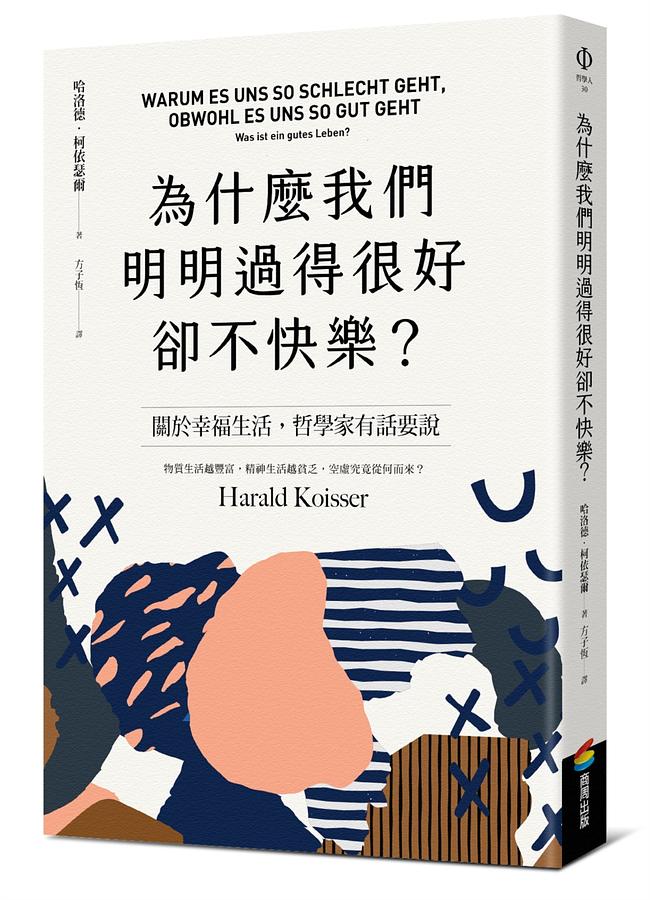 WARUM ES UNS SO SCHLECHT GEHT,
OBWOHL ES UNS SO GUT GEHT
Was ist ein gutes Leben?
為什麼我們
明明過得很好
卻不快樂？
關於幸福生活，哲學家有話要說
物質生活越豐富，精神生活越貧乏，空虛究竟從何而來？
Harald Koisser
哈洛德．柯依瑟爾 著
方子恆 譯
哲學人
30
為什麼我們明明過得很好卻不快樂？
哈洛德．柯依瑟爾 著 方子恆 譯
商周出版